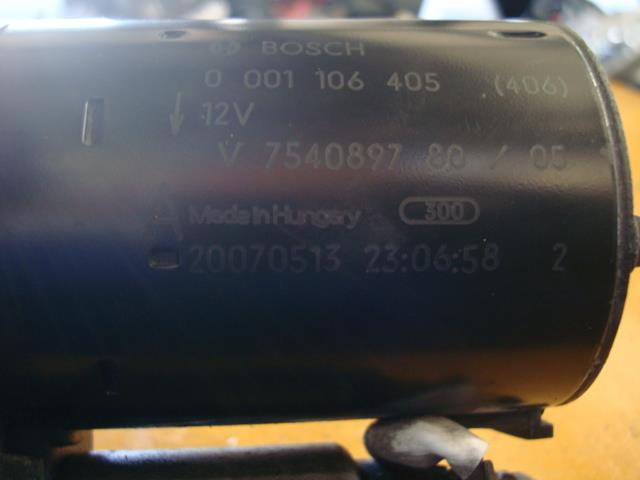 BOSCH
0 001 106 405 (406)
12V
V 7540897 80 / 05
Made in Hungary 300
20070513 23:06:58 2